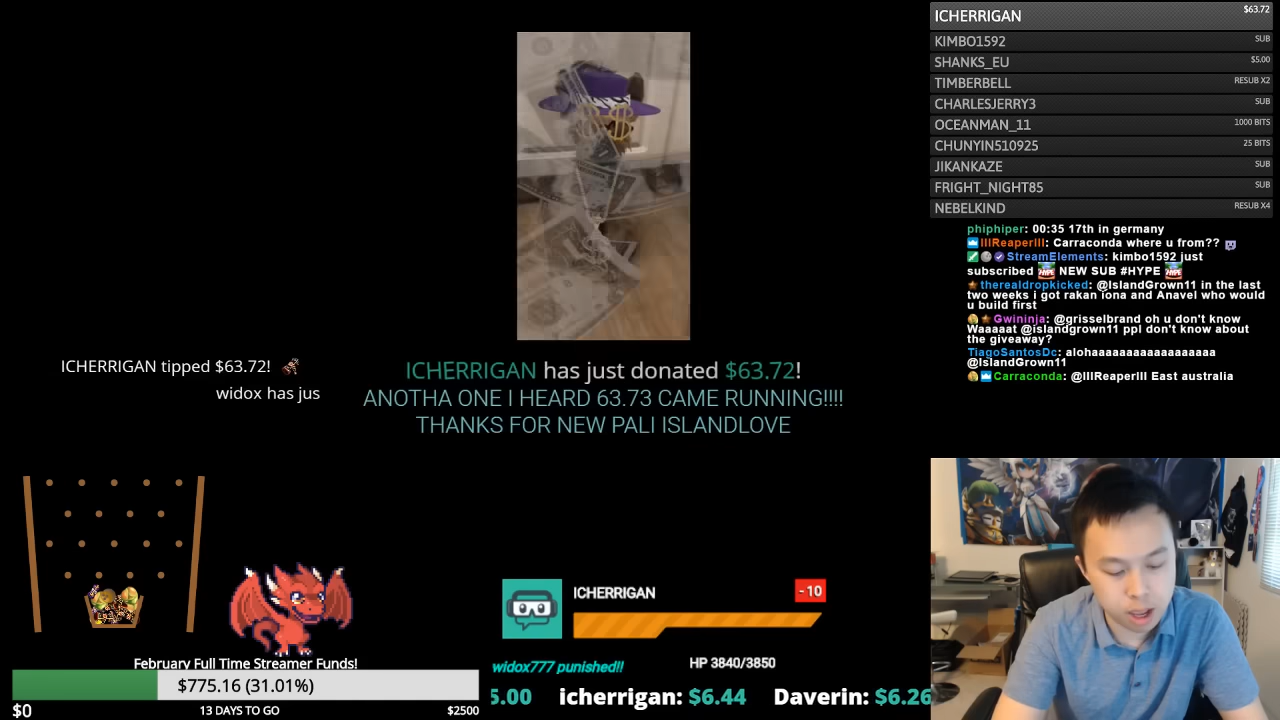 ICHERRIGAN $63.72
KIMBO1592 SUB
SHANKS_EU $5.00
TIMBERBELL RESUB X2
CHARLESJERRY3 SUB
OCEANMAN_11 1000 BITS
CHUNYIN510925 25 BITS
JIKANKAZE SUB
FRIGHT_NIGHT85 SUB
NEBELKIND RESUB X4
phiphiper: 00:35 17th in germany
IllReaperIll: Carraconda where u from??
StreamElements: kimbo1592 just
subscribed HYPE NEW SUB #HYPE HYPE
therealdropkicked: @IslandGrown11 in the last
two weeks i got rakan iona and Anavel who would
u build first
Gwininja: @grisselbrand oh u don't know
Waaaaat @islandgrown11 ppl don't know about
the giveaway?
TiagoSantosDc: alohaaaaaaaaaaaaaaaaaa
@IslandGrown11
Carraconda: @IllReaperIll East australia
ICHERRIGAN tipped $63.72!
widox has jus
ICHERRIGAN has just donated $63.72!
ANOTHA ONE I HEARD 63.73 CAME RUNNING!!!!
THANKS FOR NEW PALI ISLANDLOVE
ICHERRIGAN -10
widox777 punished!! HP 3840/3850
February Full Time Streamer Funds!
$775.16 (31.01%)
$0 13 DAYS TO GO $2500
5.00 icherrigan: $6.44 Daverin: $6.26